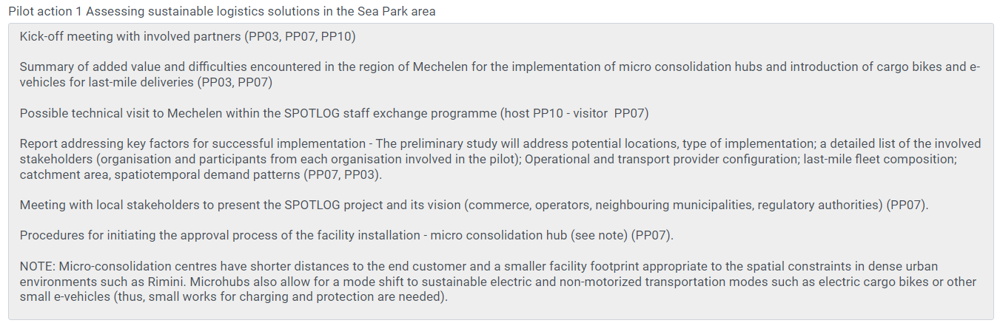 Pilot action 1 Assessing sustainable logistics solutions in the Sea Park area
Kick-off meeting with involved partners (PP03, PP07, PP10)
Summary of added value and difficulties encountered in the region of Mechelen for the implementation of micro consolidation hubs and introduction of cargo bikes and e-
vehicles for last-mile deliveries (PP03, PP07)
Possible technical visit to Mechelen within the SPOTLOG staff exchange programme (host PP10 - visitor PP07)
Report addressing key factors for successful implementation - The preliminary study will address potential locations, type of implementation; a detailed list of the involved
stakeholders (organisation and participants from each organisation involved in the pilot); Operational and transport provider configuration; last-mile fleet composition;
catchment area, spatiotemporal demand patterns (PP07, PP03).
Meeting with local stakeholders to present the SPOTLOG project and its vision (commerce, operators, neighbouring municipalities, regulatory authorities) (PP07).
Procedures for initiating the approval process of the facility installation - micro consolidation hub (see note) (PP07).
NOTE: Micro-consolidation centres have shorter distances to the end customer and a smaller facility footprint appropriate to the spatial constraints in dense urban
environments such as Rimini. Microhubs also allow for a mode shift to sustainable electric and non-motorized transportation modes such as electric cargo bikes or other
small e-vehicles (thus, small works for charging and protection are needed).